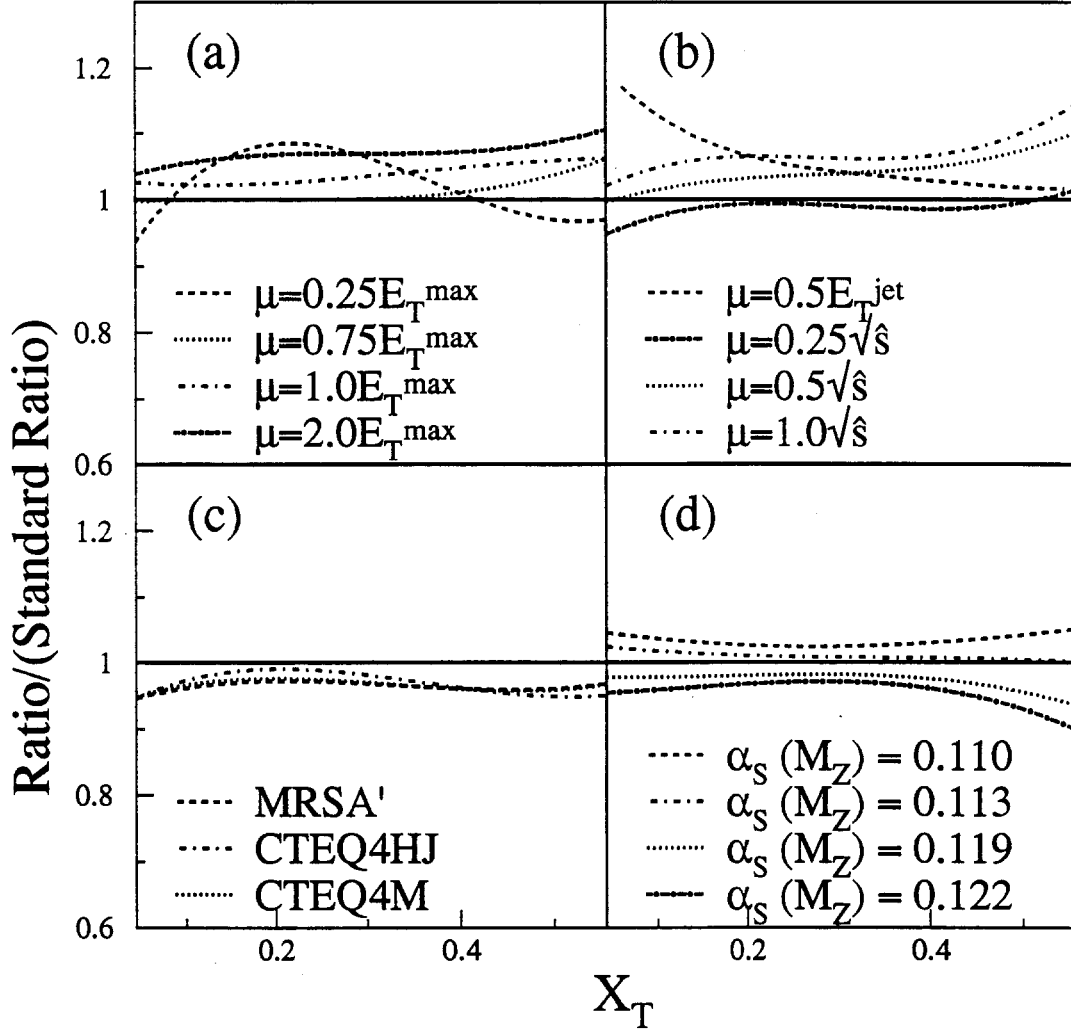 Ratio/(Standard Ratio)
(a)
1.2
1
0.8
0.6
μ=0.25E_T^max
μ=0.75E_T^max
μ=1.0E_T^max
μ=2.0E_T^max
(b)
μ=0.5E_T^jet
μ=0.25√ŝ
μ=0.5√ŝ
μ=1.0√ŝ
(c)
1.2
1
0.8
0.6
MRSA'
CTEQ4HJ
CTEQ4M
0.2 0.4
(d)
α_S (M_Z) = 0.110
α_S (M_Z) = 0.113
α_S (M_Z) = 0.119
α_S (M_Z) = 0.122
0.2 0.4
X_T